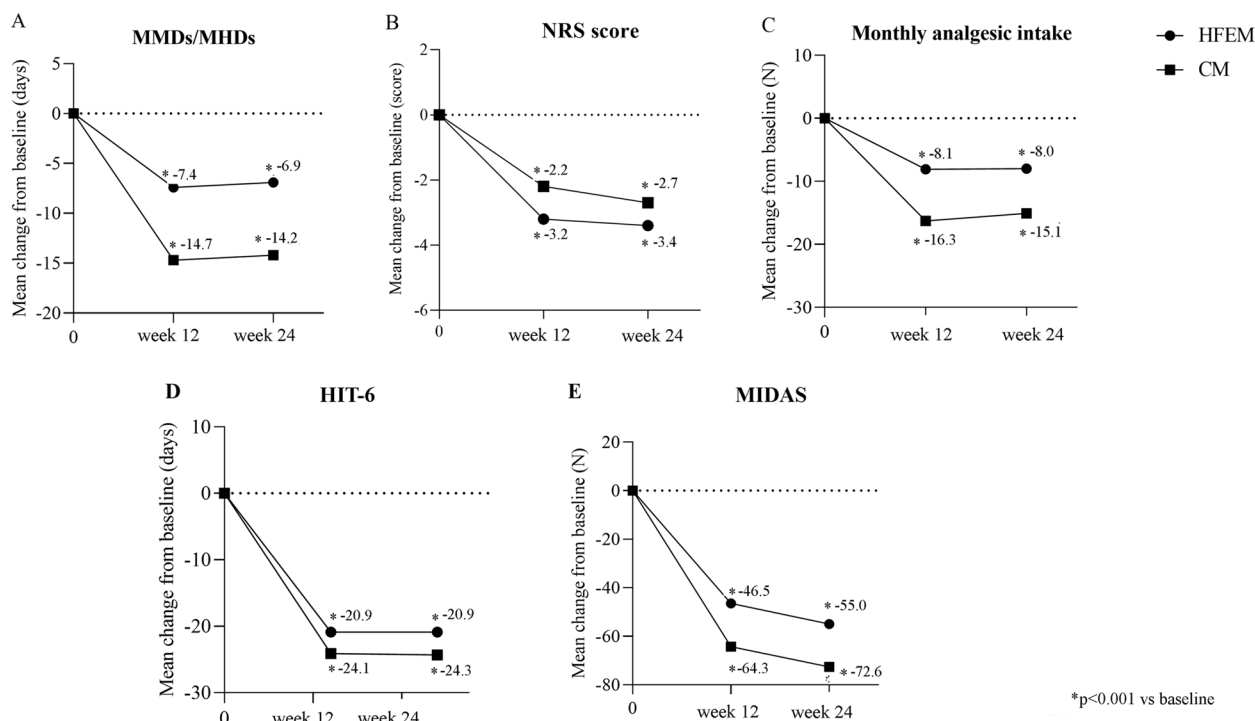 A
MMDs/MHDs
Mean change from baseline (days)
5
0
-5
-10
-15
-20
* -7.4
* -6.9
* -14.7
* -14.2
0
week 12
week 24
B
NRS score
Mean change from baseline (score)
2
0
-2
-4
-6
* -2.2
* -2.7
* -3.2
* -3.4
0
week 12
week 24
C
Monthly analgesic intake
Mean change from baseline (N)
10
0
-10
-20
-30
* -8.1
* -8.0
* -16.3
* -15.1
0
week 12
week 24
HFEM
CM
D
HIT-6
Mean change from baseline (days)
10
0
-10
-20
-30
* -20.9
* -20.9
* -24.1
* -24.3
0
week 12
week 24
E
MIDAS
Mean change from baseline (N)
20
0
-20
-40
-60
-80
* -46.5
* -55.0
* -64.3
* -72.6
0
week 12
week 24
*p<0.001 vs baseline